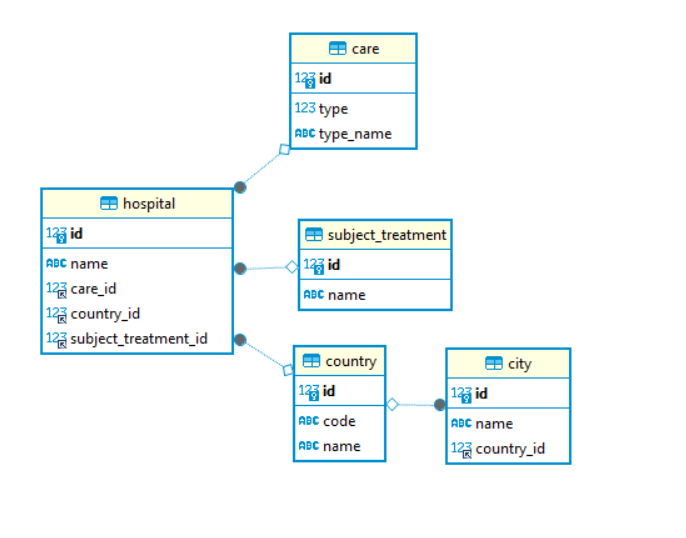 care
123 id
123 type
ABC type_name
hospital
123 id
ABC name
123 care_id
123 country_id
123 subject_treatment_id
subject_treatment
123 id
ABC name
country
123 id
ABC code
ABC name
city
123 id
ABC name
123 country_id